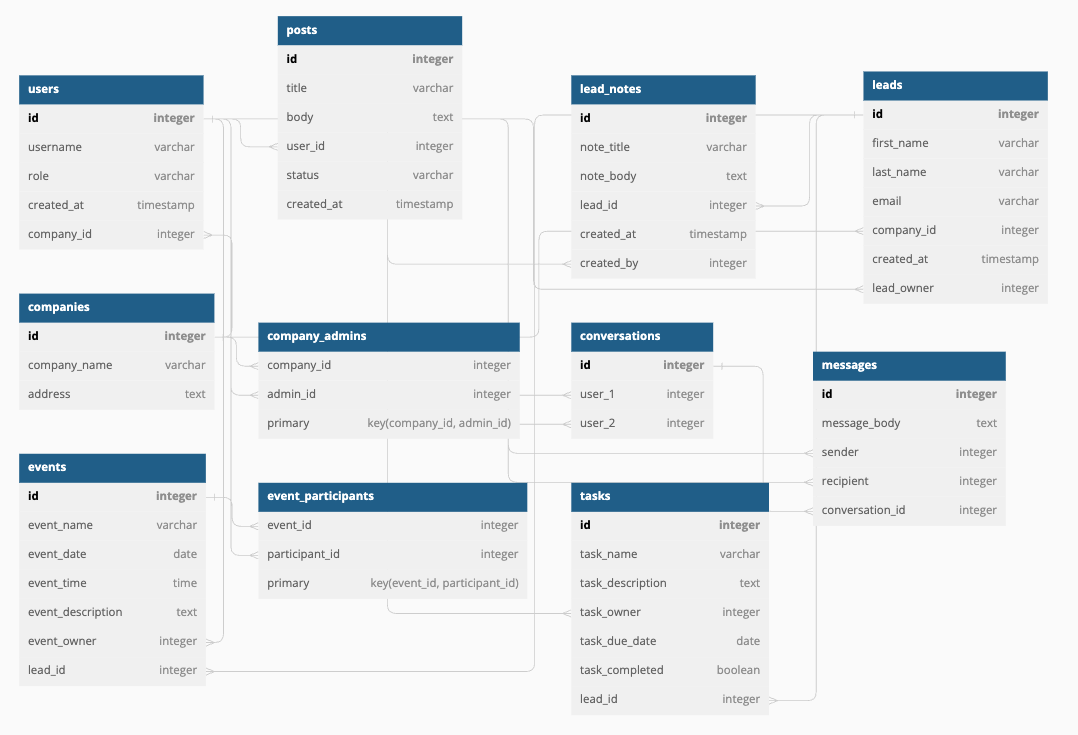 posts
id integer
title varchar
body text
user_id integer
status varchar
created_at timestamp
users
id integer
username varchar
role varchar
created_at timestamp
company_id integer
lead_notes
id integer
note_title varchar
note_body text
lead_id integer
created_at timestamp
created_by integer
leads
id integer
first_name varchar
last_name varchar
email varchar
company_id integer
created_at timestamp
lead_owner integer
companies
id integer
company_name varchar
address text
company_admins
company_id integer
admin_id integer
primary key(company_id, admin_id)
conversations
id integer
user_1 integer
user_2 integer
messages
id integer
message_body text
sender integer
recipient integer
conversation_id integer
events
id integer
event_name varchar
event_date date
event_time time
event_description text
event_owner integer
lead_id integer
event_participants
event_id integer
participant_id integer
primary key(event_id, participant_id)
tasks
id integer
task_name varchar
task_description text
task_owner integer
task_due_date date
task_completed boolean
lead_id integer